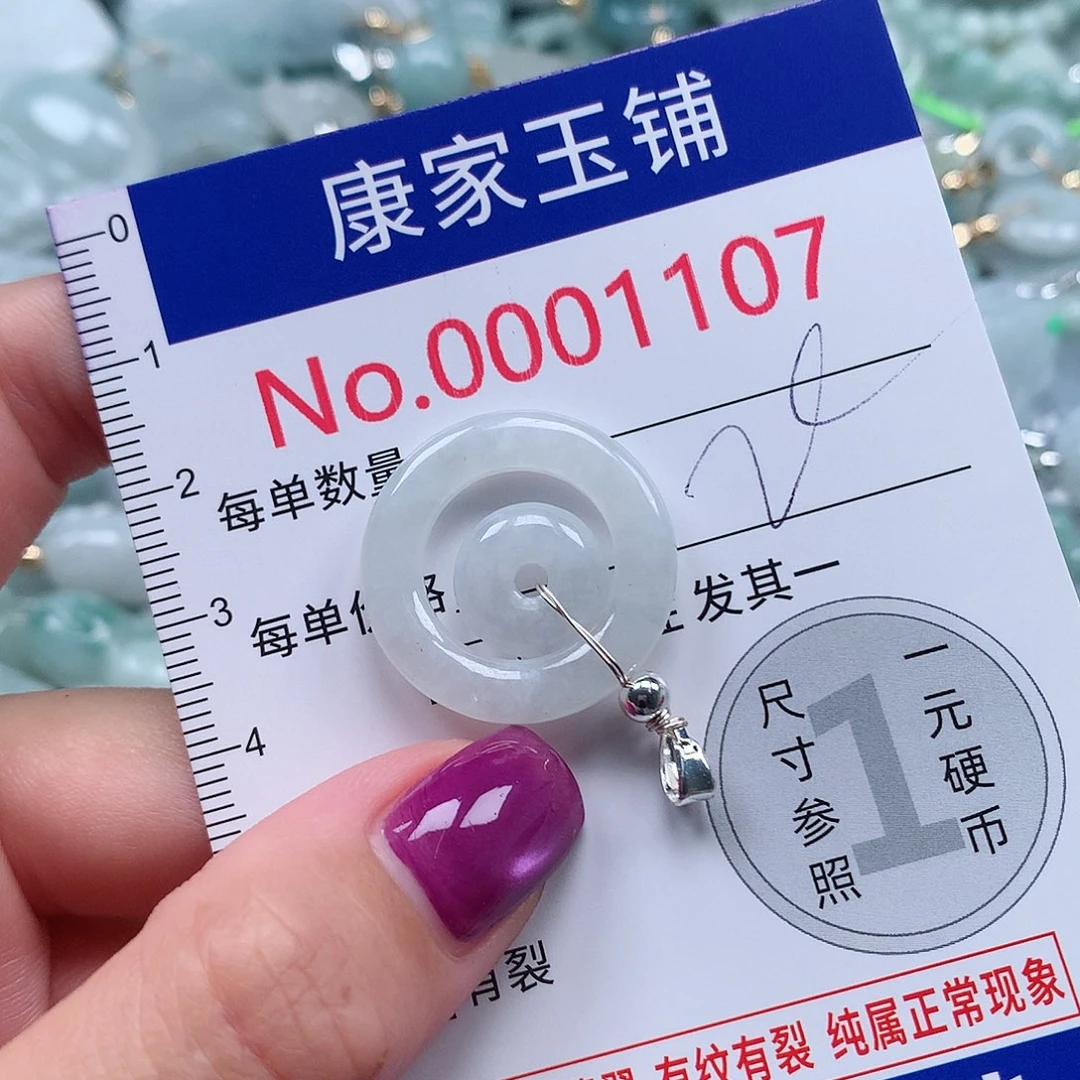 康家玉铺
No.0001107
0
1
2
3
4
每单数量
每单价格
发其一
一元硬币
尺寸参照
1
有裂
有纹有裂 纯属正常现象